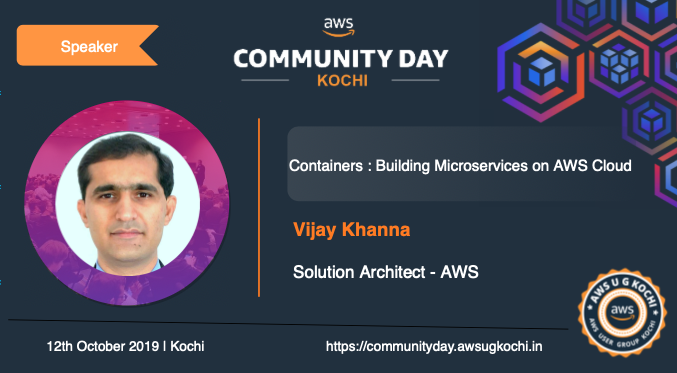 Speaker
aws
COMMUNITY DAY
KOCHI
Containers : Building Microservices on AWS Cloud
Vijay Khanna
Solution Architect - AWS
AWS U G KOCHI
aws
AWS USER GROUP KOCHI
12th October 2019 | Kochi
https://communityday.awsugkochi.in